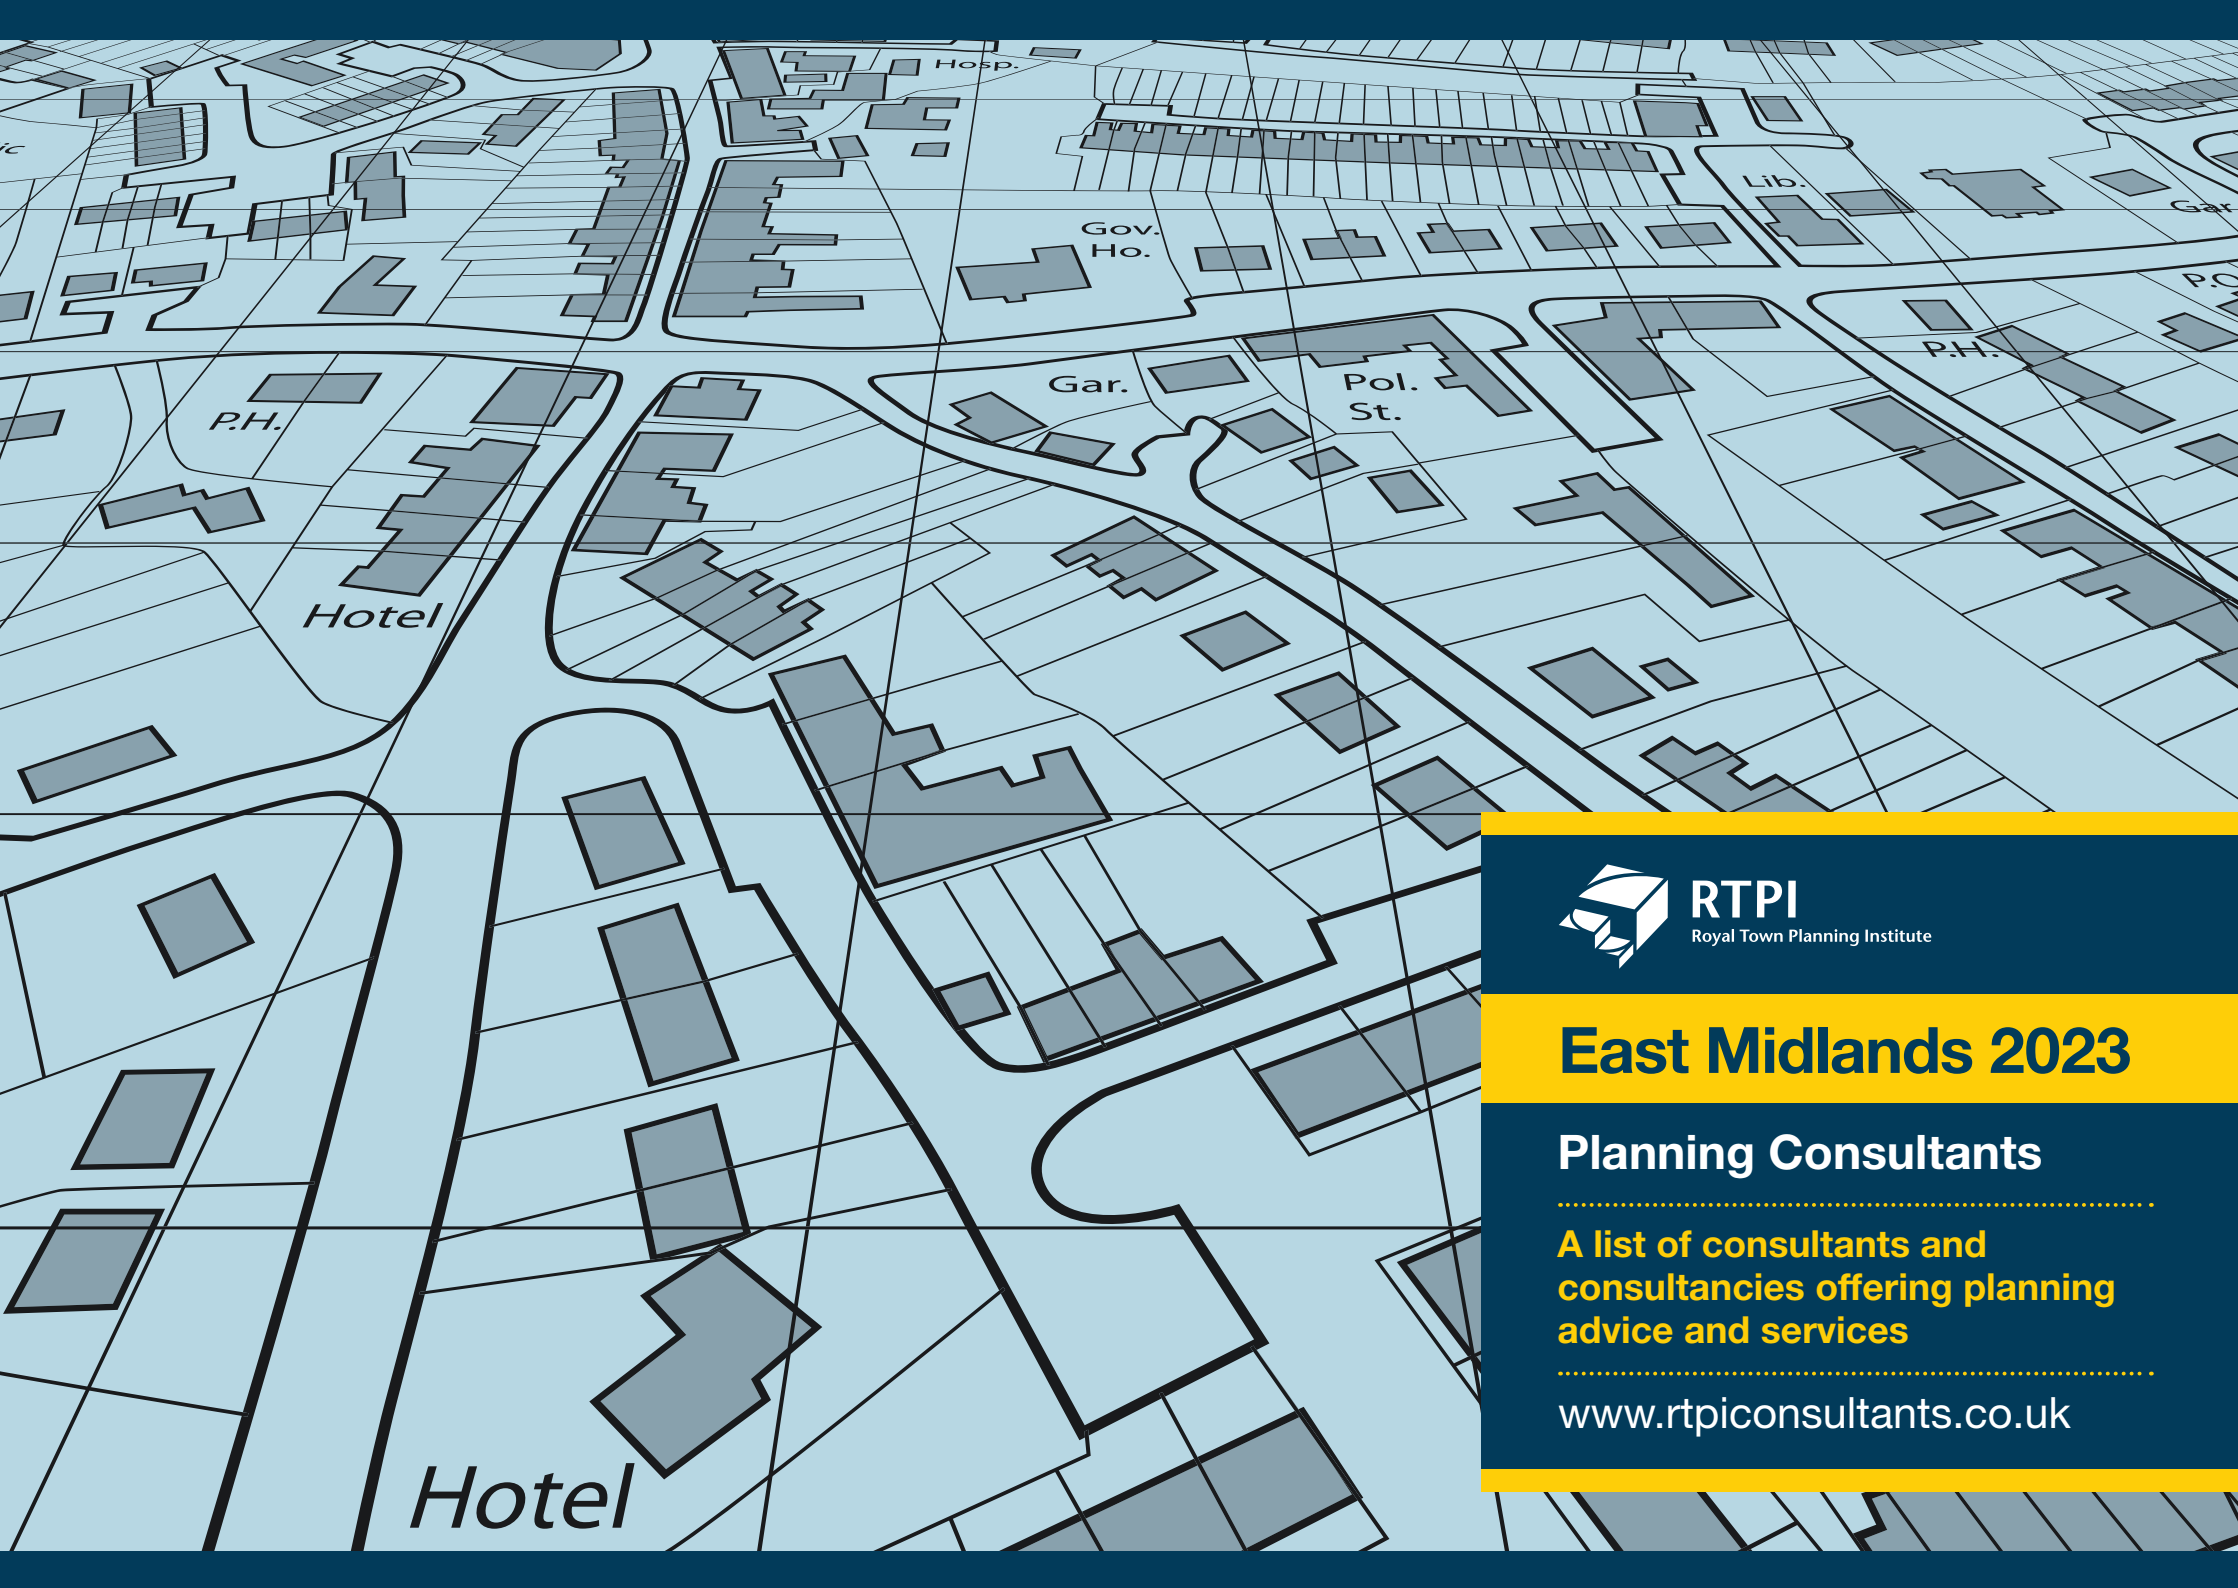 Hosp.
Lib.
Gov.
Ho.
P.H.
Gar.
Pol.
St.
P.H.
Hotel
RTPI
Royal Town Planning Institute
East Midlands 2023
Planning Consultants
A list of consultants and
consultancies offering planning
advice and services
www.rtpiconsultants.co.uk
Hotel